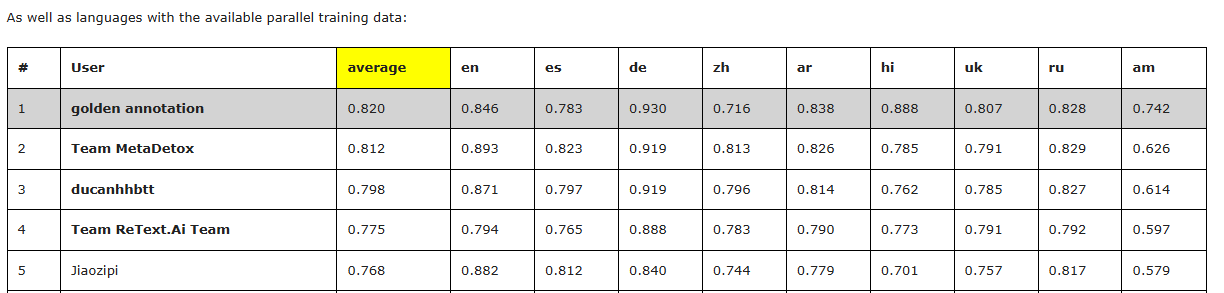 As well as languages with the available parallel training data:
# User average en es de zh ar hi uk ru am
1 golden annotation 0.820 0.846 0.783 0.930 0.716 0.838 0.888 0.807 0.828 0.742
2 Team MetaDetox 0.812 0.893 0.823 0.919 0.813 0.826 0.785 0.791 0.829 0.626
3 ducanhhbtt 0.798 0.871 0.797 0.919 0.796 0.814 0.762 0.785 0.827 0.614
4 Team ReText.Ai Team 0.775 0.794 0.765 0.888 0.783 0.790 0.773 0.791 0.792 0.597
5 Jiaozipi 0.768 0.882 0.812 0.840 0.744 0.779 0.701 0.757 0.817 0.579